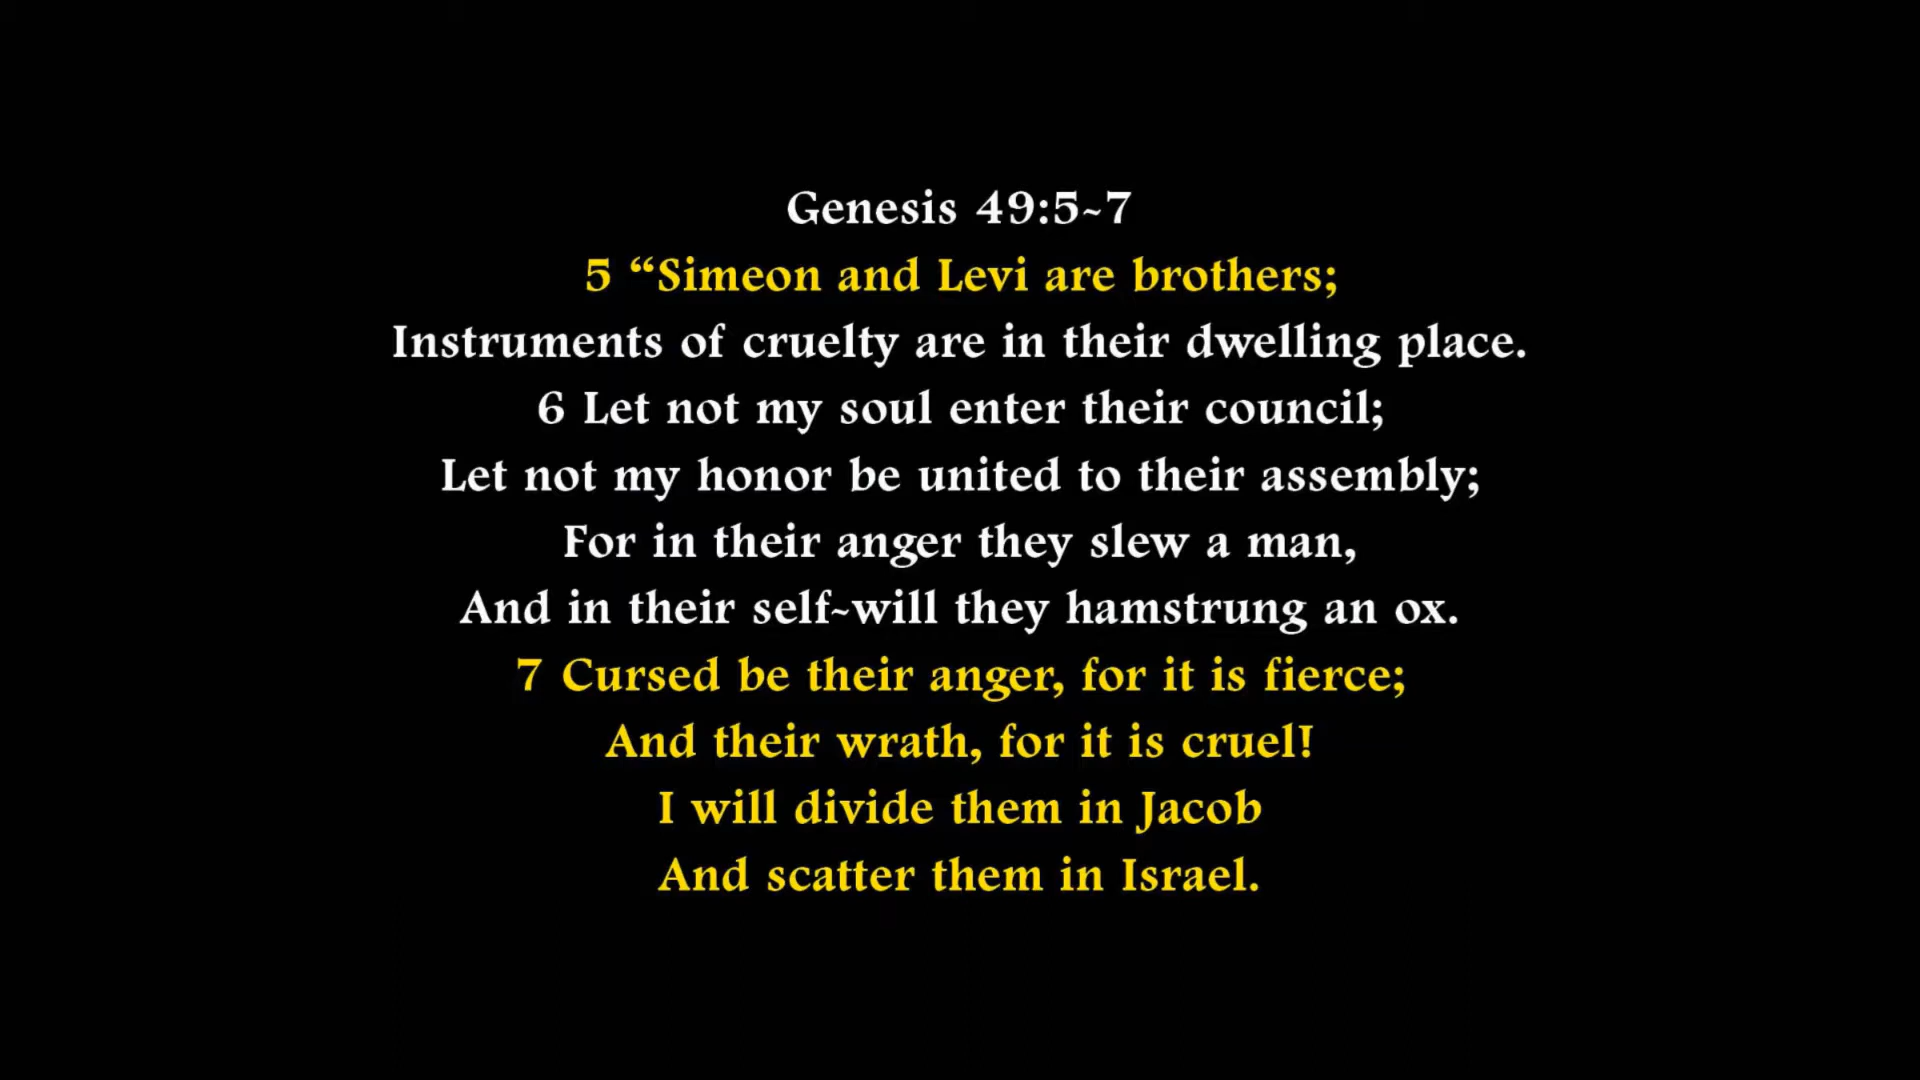 Genesis 49:5~7
5 “Simeon and Levi are brothers;
Instruments of cruelty are in their dwelling place.
6 Let not my soul enter their council;
Let not my honor be united to their assembly;
For in their anger they slew a man,
And in their self~will they hamstrung an ox.
7 Cursed be their anger, for it is fierce;
And their wrath, for it is cruel!
I will divide them in Jacob
And scatter them in Israel.